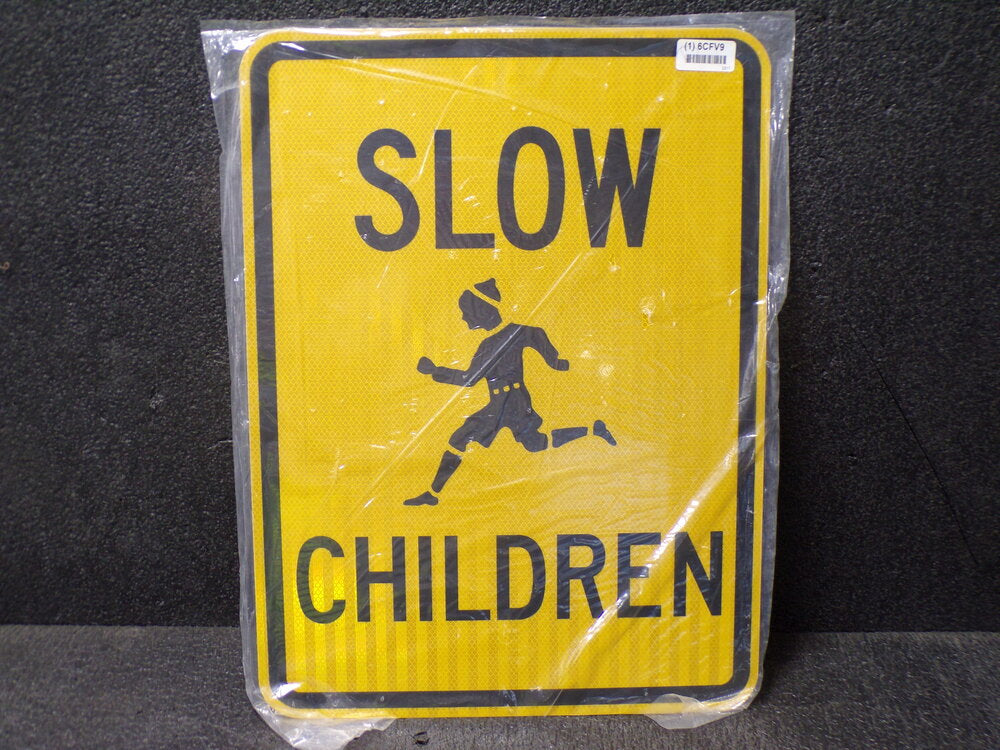 (1) 6CFV9
SLOW
CHILDREN